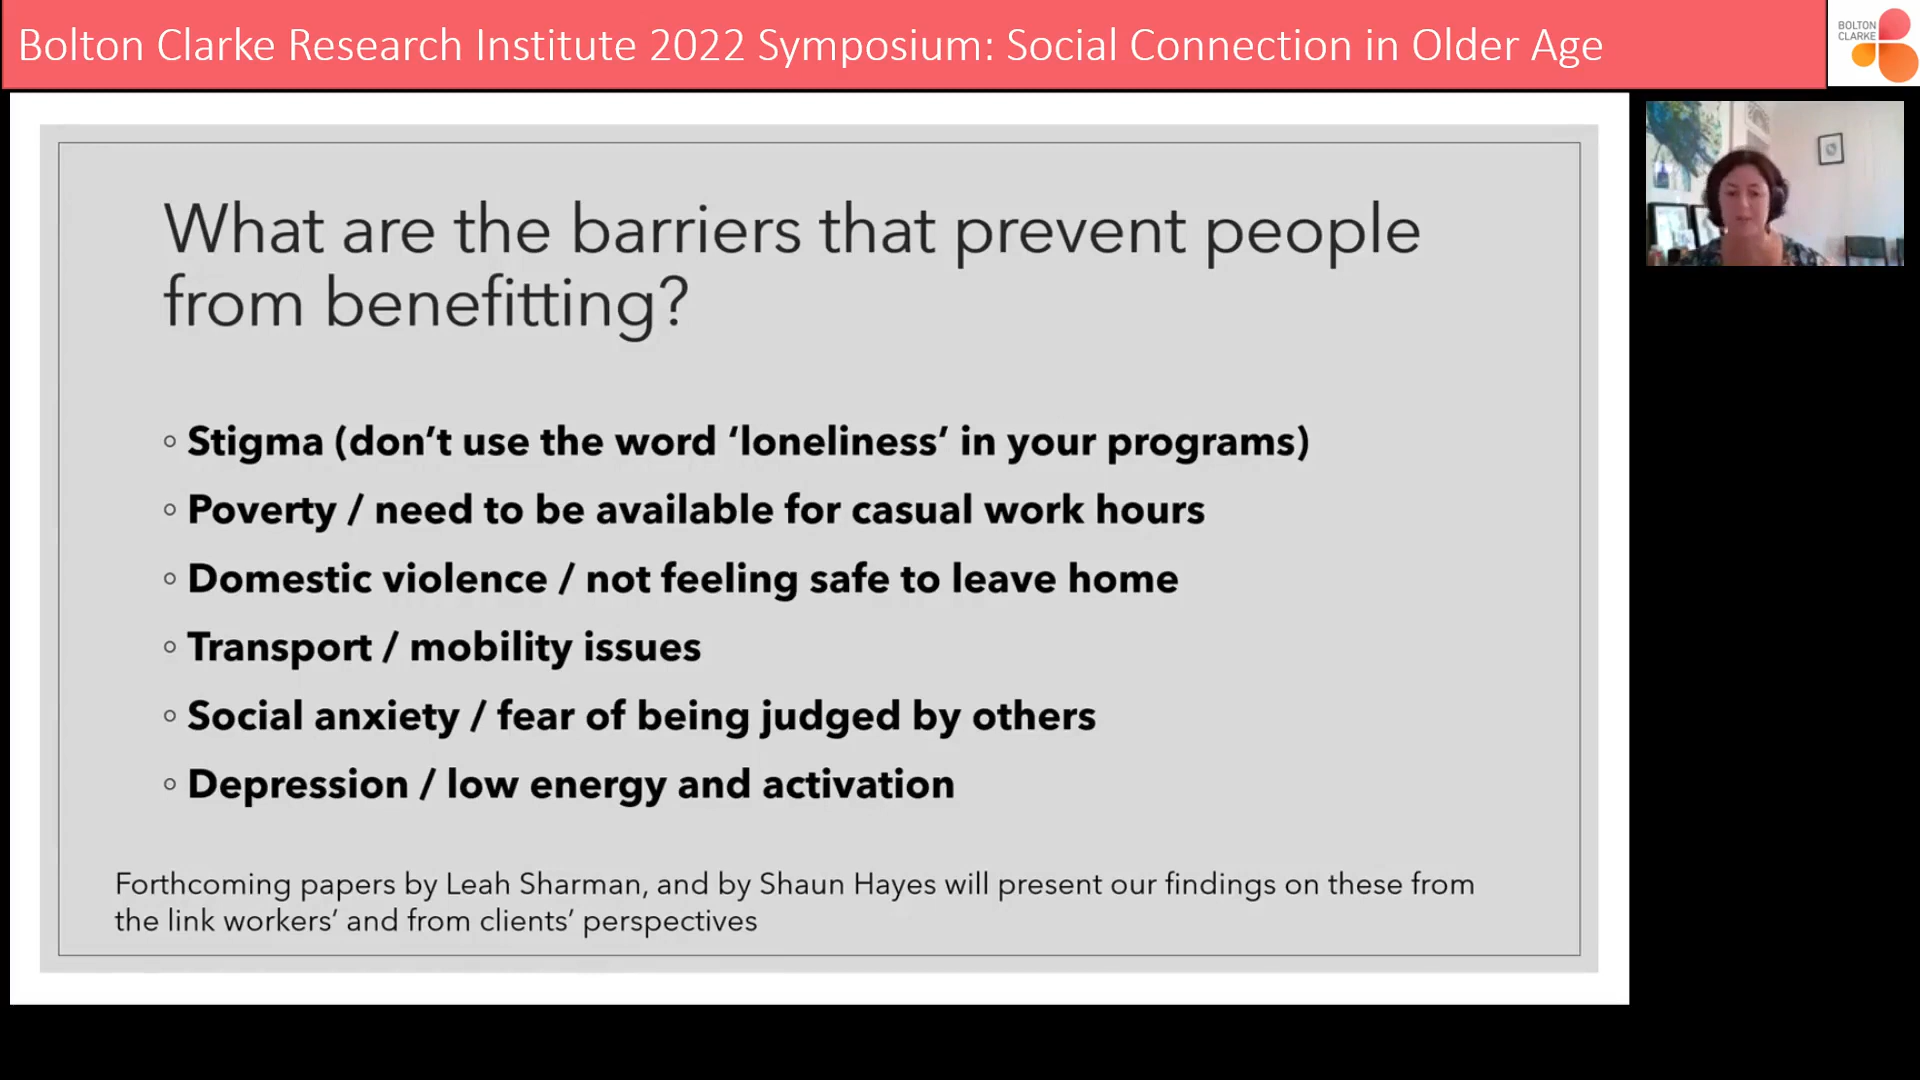 Bolton Clarke Research Institute 2022 Symposium: Social Connection in Older Age
BOLTON
CLARKE
What are the barriers that prevent people
from benefitting?
◦ Stigma (don’t use the word ‘loneliness’ in your programs)
◦ Poverty / need to be available for casual work hours
◦ Domestic violence / not feeling safe to leave home
◦ Transport / mobility issues
◦ Social anxiety / fear of being judged by others
◦ Depression / low energy and activation
Forthcoming papers by Leah Sharman, and by Shaun Hayes will present our findings on these from
the link workers’ and from clients’ perspectives